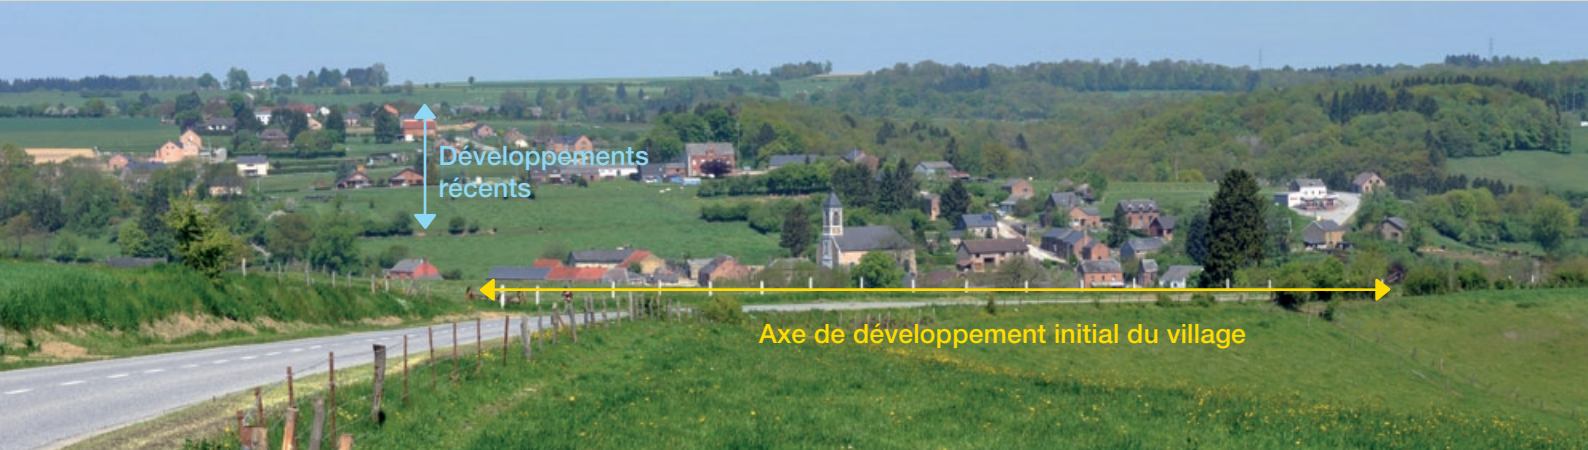 Développements
récents
Axe de développement initial du village